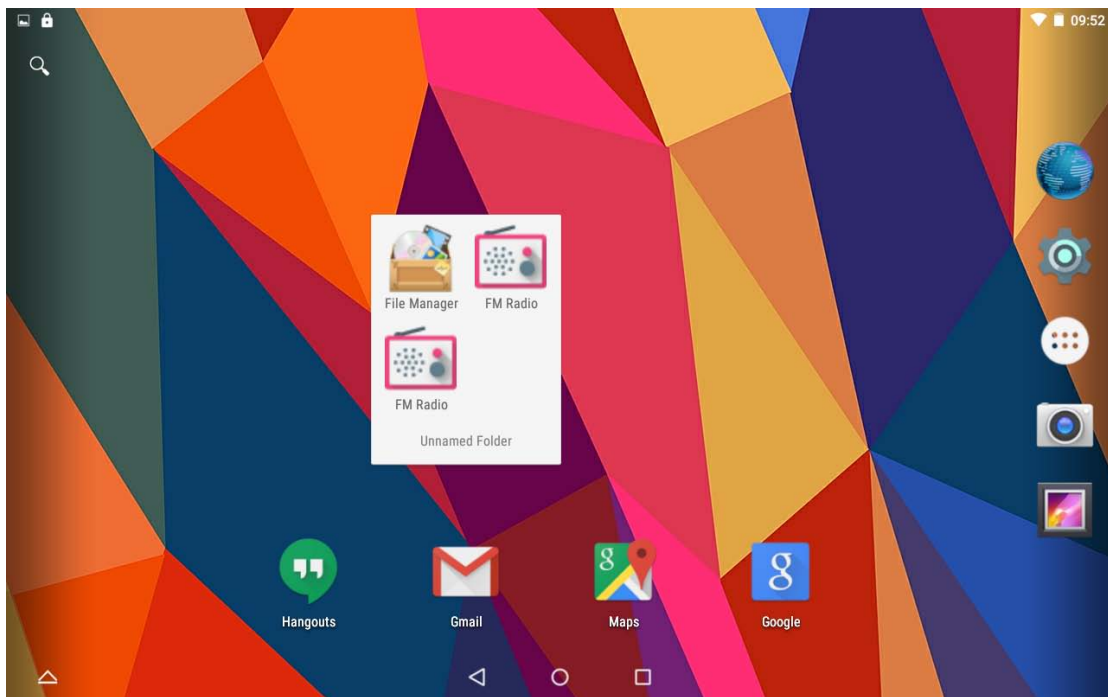 09:52
File Manager FM Radio
FM Radio
Unnamed Folder
Hangouts Gmail Maps Google